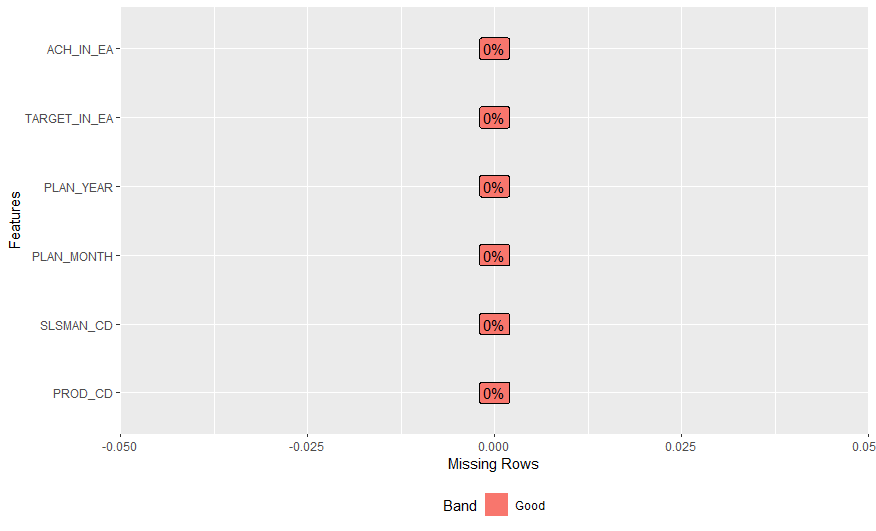 Features
ACH_IN_EA
0%
TARGET_IN_EA
0%
PLAN_YEAR
0%
PLAN_MONTH
0%
SLSMAN_CD
0%
PROD_CD
0%
-0.050 -0.025 0.000 0.025 0.05
Missing Rows
Band Good